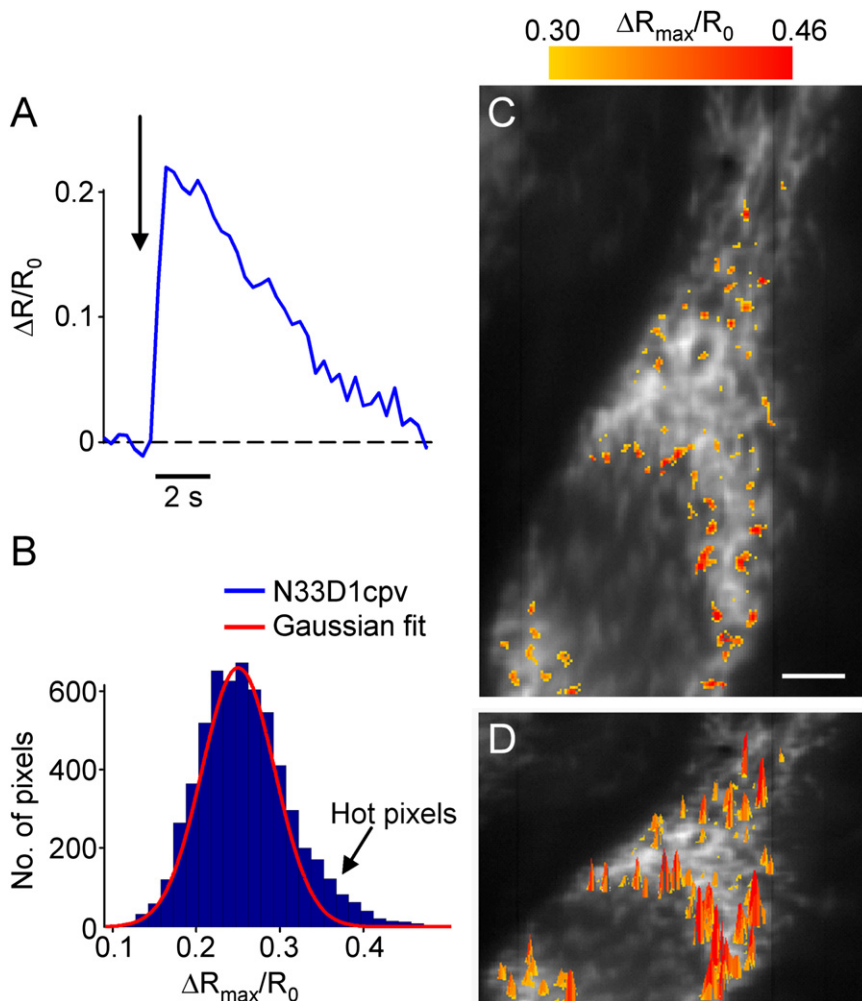 A
ΔR/R0
0.2
0.1
0
2 s
B
N33D1cpv
Gaussian fit
No. of pixels
600
400
200
0
Hot pixels
0.1 0.2 0.3 0.4
ΔRmax/R0
0.30 ΔRmax/R0 0.46
C
D